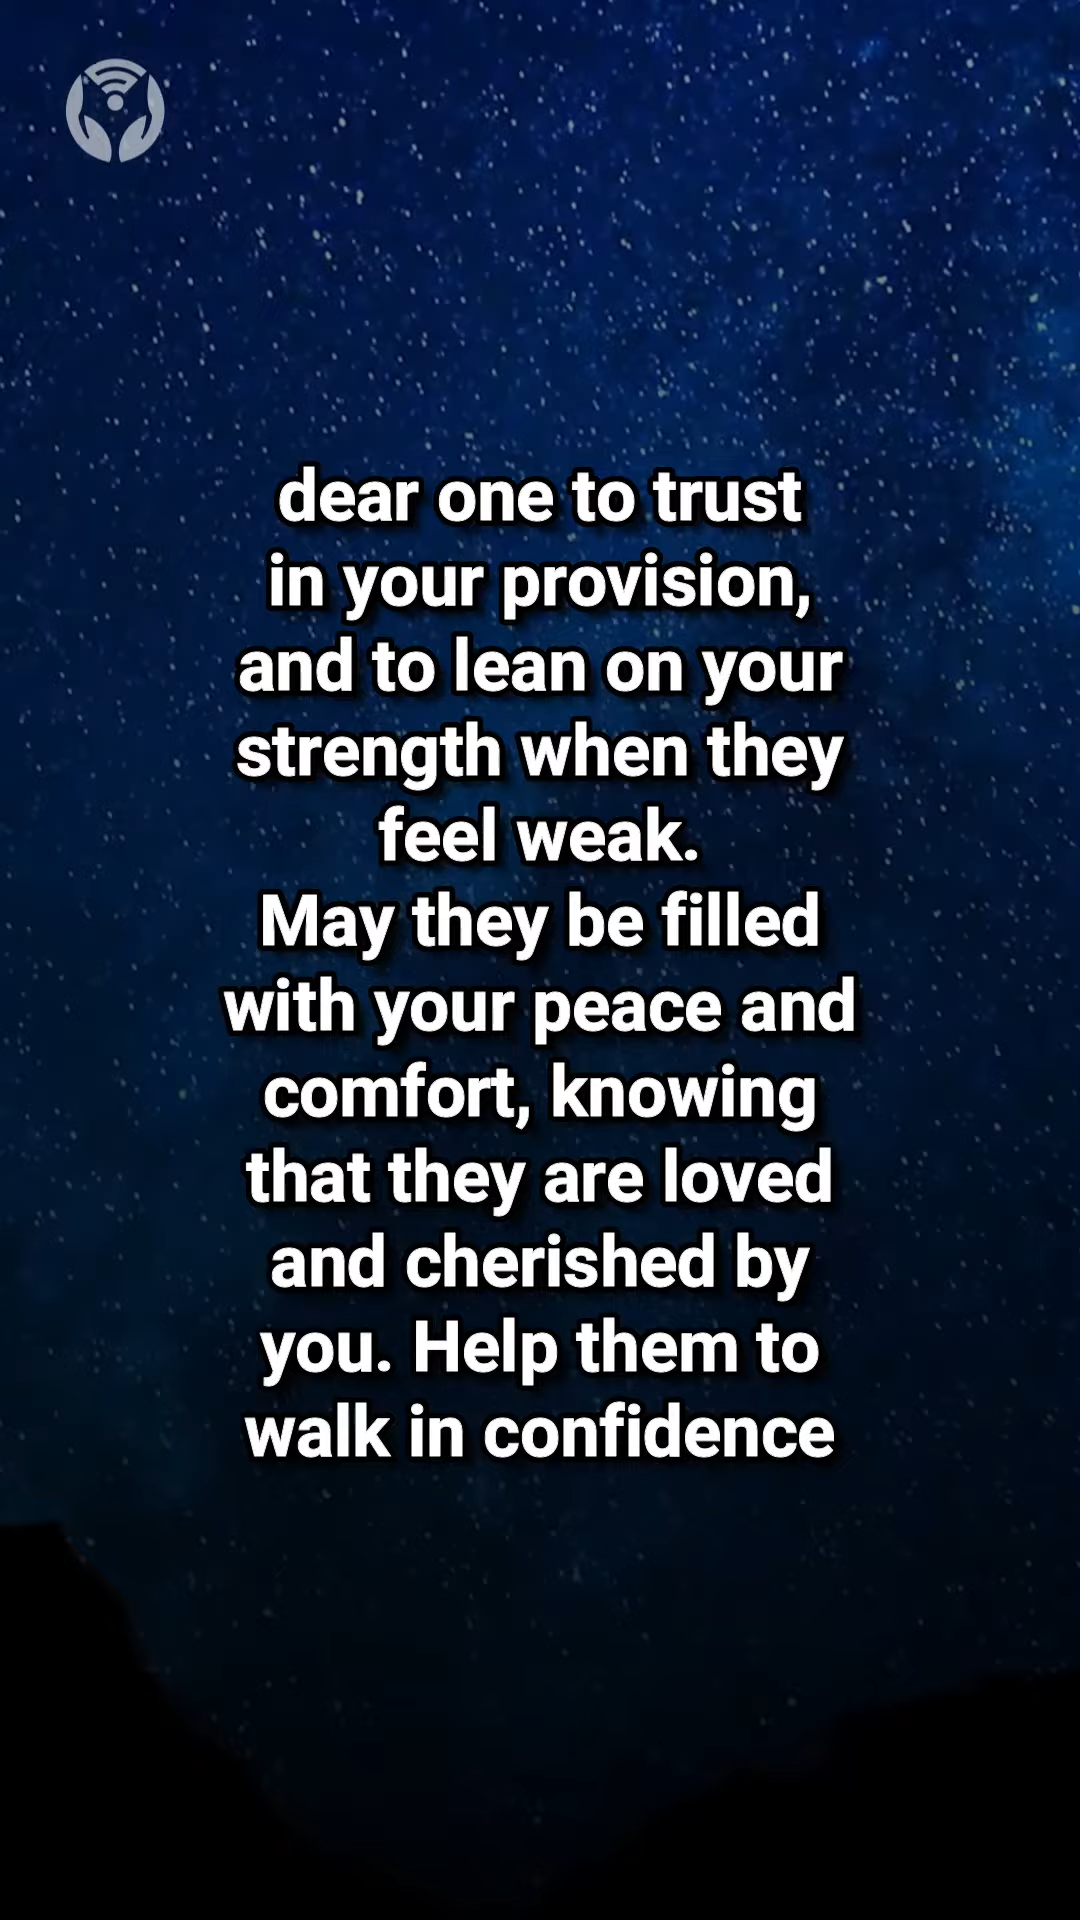 dear one to trust
in your provision,
and to lean on your
strength when they
feel weak.
May they be filled
with your peace and
comfort, knowing
that they are loved
and cherished by
you. Help them to
walk in confidence